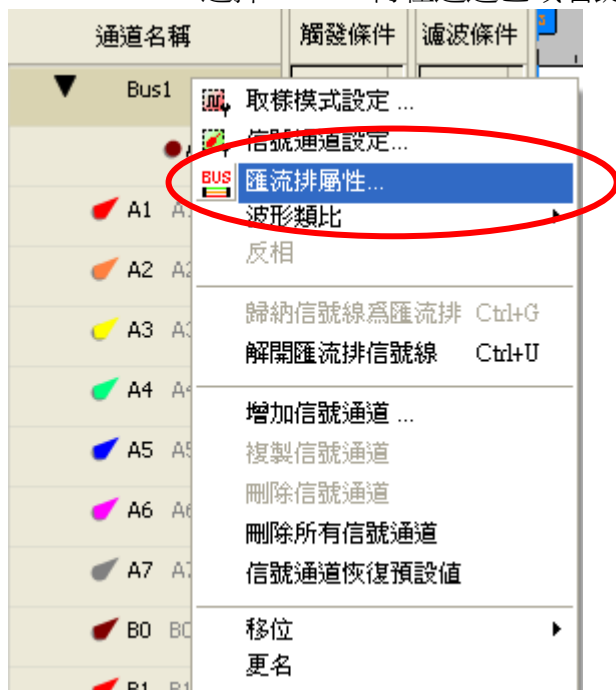 通道名稱 觸發條件 濾波條件
Bus1
取樣模式設定 ...
信號通道設定...
BUS 匯流排屬性...
A1 波形類比
A2 反相
A3 歸納信號線為匯流排 Ctrl+G
解開匯流排信號線 Ctrl+U
A4 A4
增加信號通道 ...
A5 A5 複製信號通道
A6 A6 刪除信號通道
刪除所有信號通道
A7 信號通道恢復預設值
B0 移位
更名
B1 B1